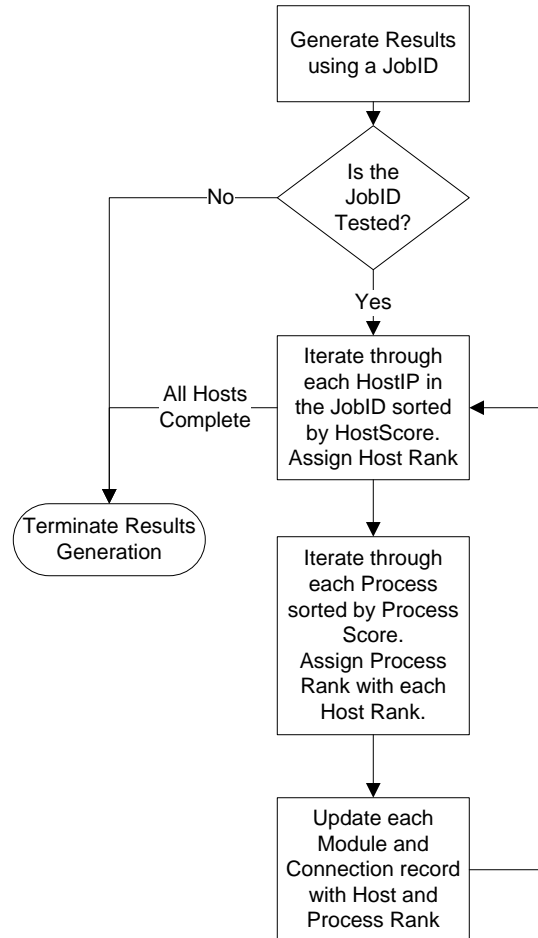 Generate Results
using a JobID
Is the
JobID
Tested?
No
Yes
Iterate through
each HostIP in
the JobID sorted
by HostScore.
Assign Host Rank
All Hosts
Complete
Terminate Results
Generation
Iterate through
each Process
sorted by Process
Score.
Assign Process
Rank with each
Host Rank.
Update each
Module and
Connection record
with Host and
Process Rank